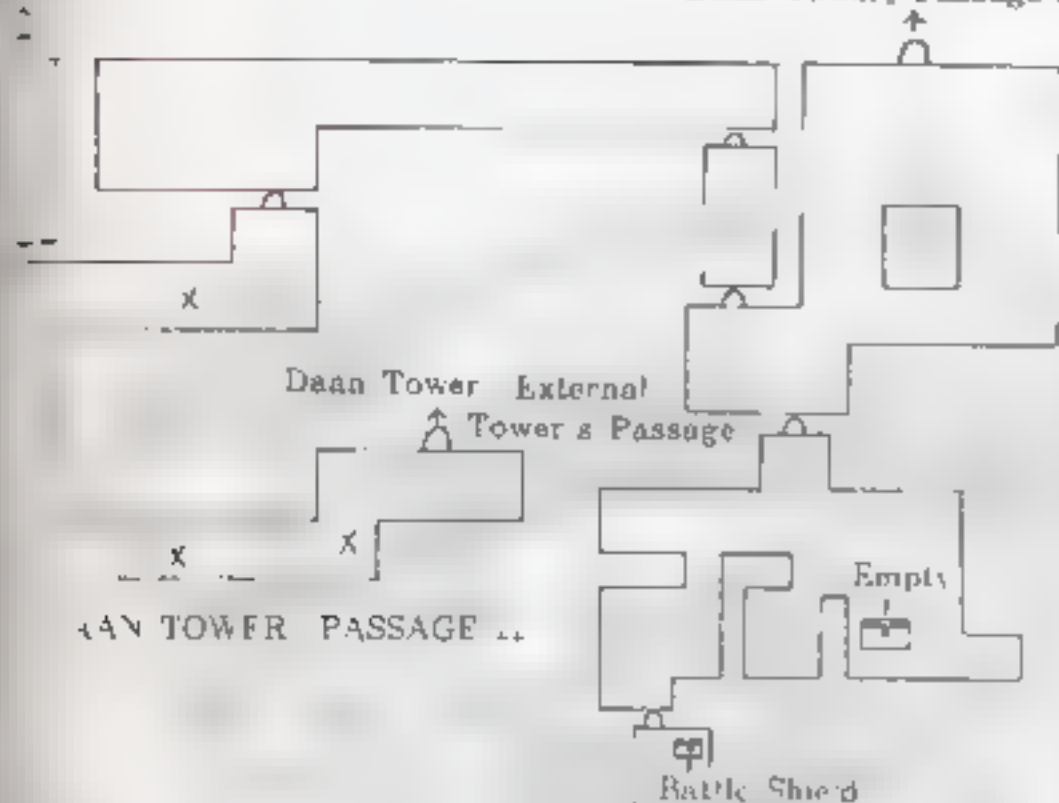 X
Daan Tower External
Tower s Passage
X
X
TOWER PASSAGE
Empty
Battle Shield